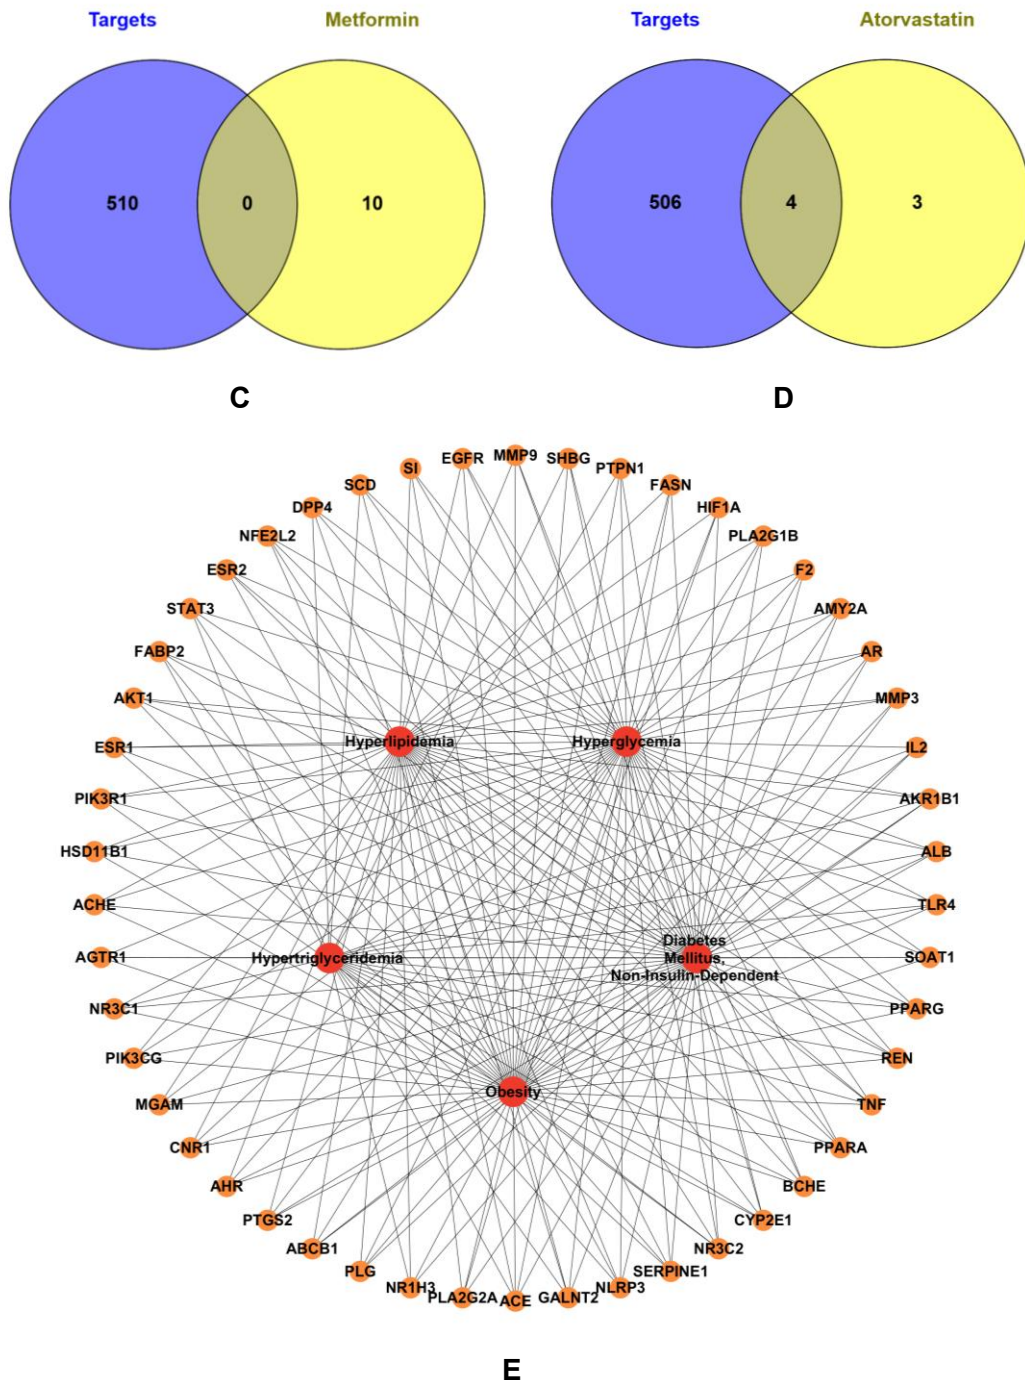 Targets Metformin Targets Atorvastatin
510 0 10 506 4 3
C D
MMP9
EGFR SHBG
SI PTPN1
SCD FASN
DPP4 HIF1A
NFE2L2 PLA2G1B
ESR2 F2
STAT3 AMY2A
FABP2 AR
AKT1 MMP3
Hyperlipidemia Hyperglycemia
ESR1 IL2
PIK3R1 AKR1B1
HSD11B1 ALB
ACHE TLR4
Diabetes
Mellitus,
Non-Insulin-Dependent
AGTR1 Hypertriglyceridemia SOAT1
NR3C1 PPARG
PIK3CG REN
Obesity
MGAM TNF
CNR1 PPARA
AHR BCHE
PTGS2 CYP2E1
ABCB1 NR3C2
PLG SERPINE1
NR1H3 NLRP3
PLA2G2A GALNT2
ACE
E